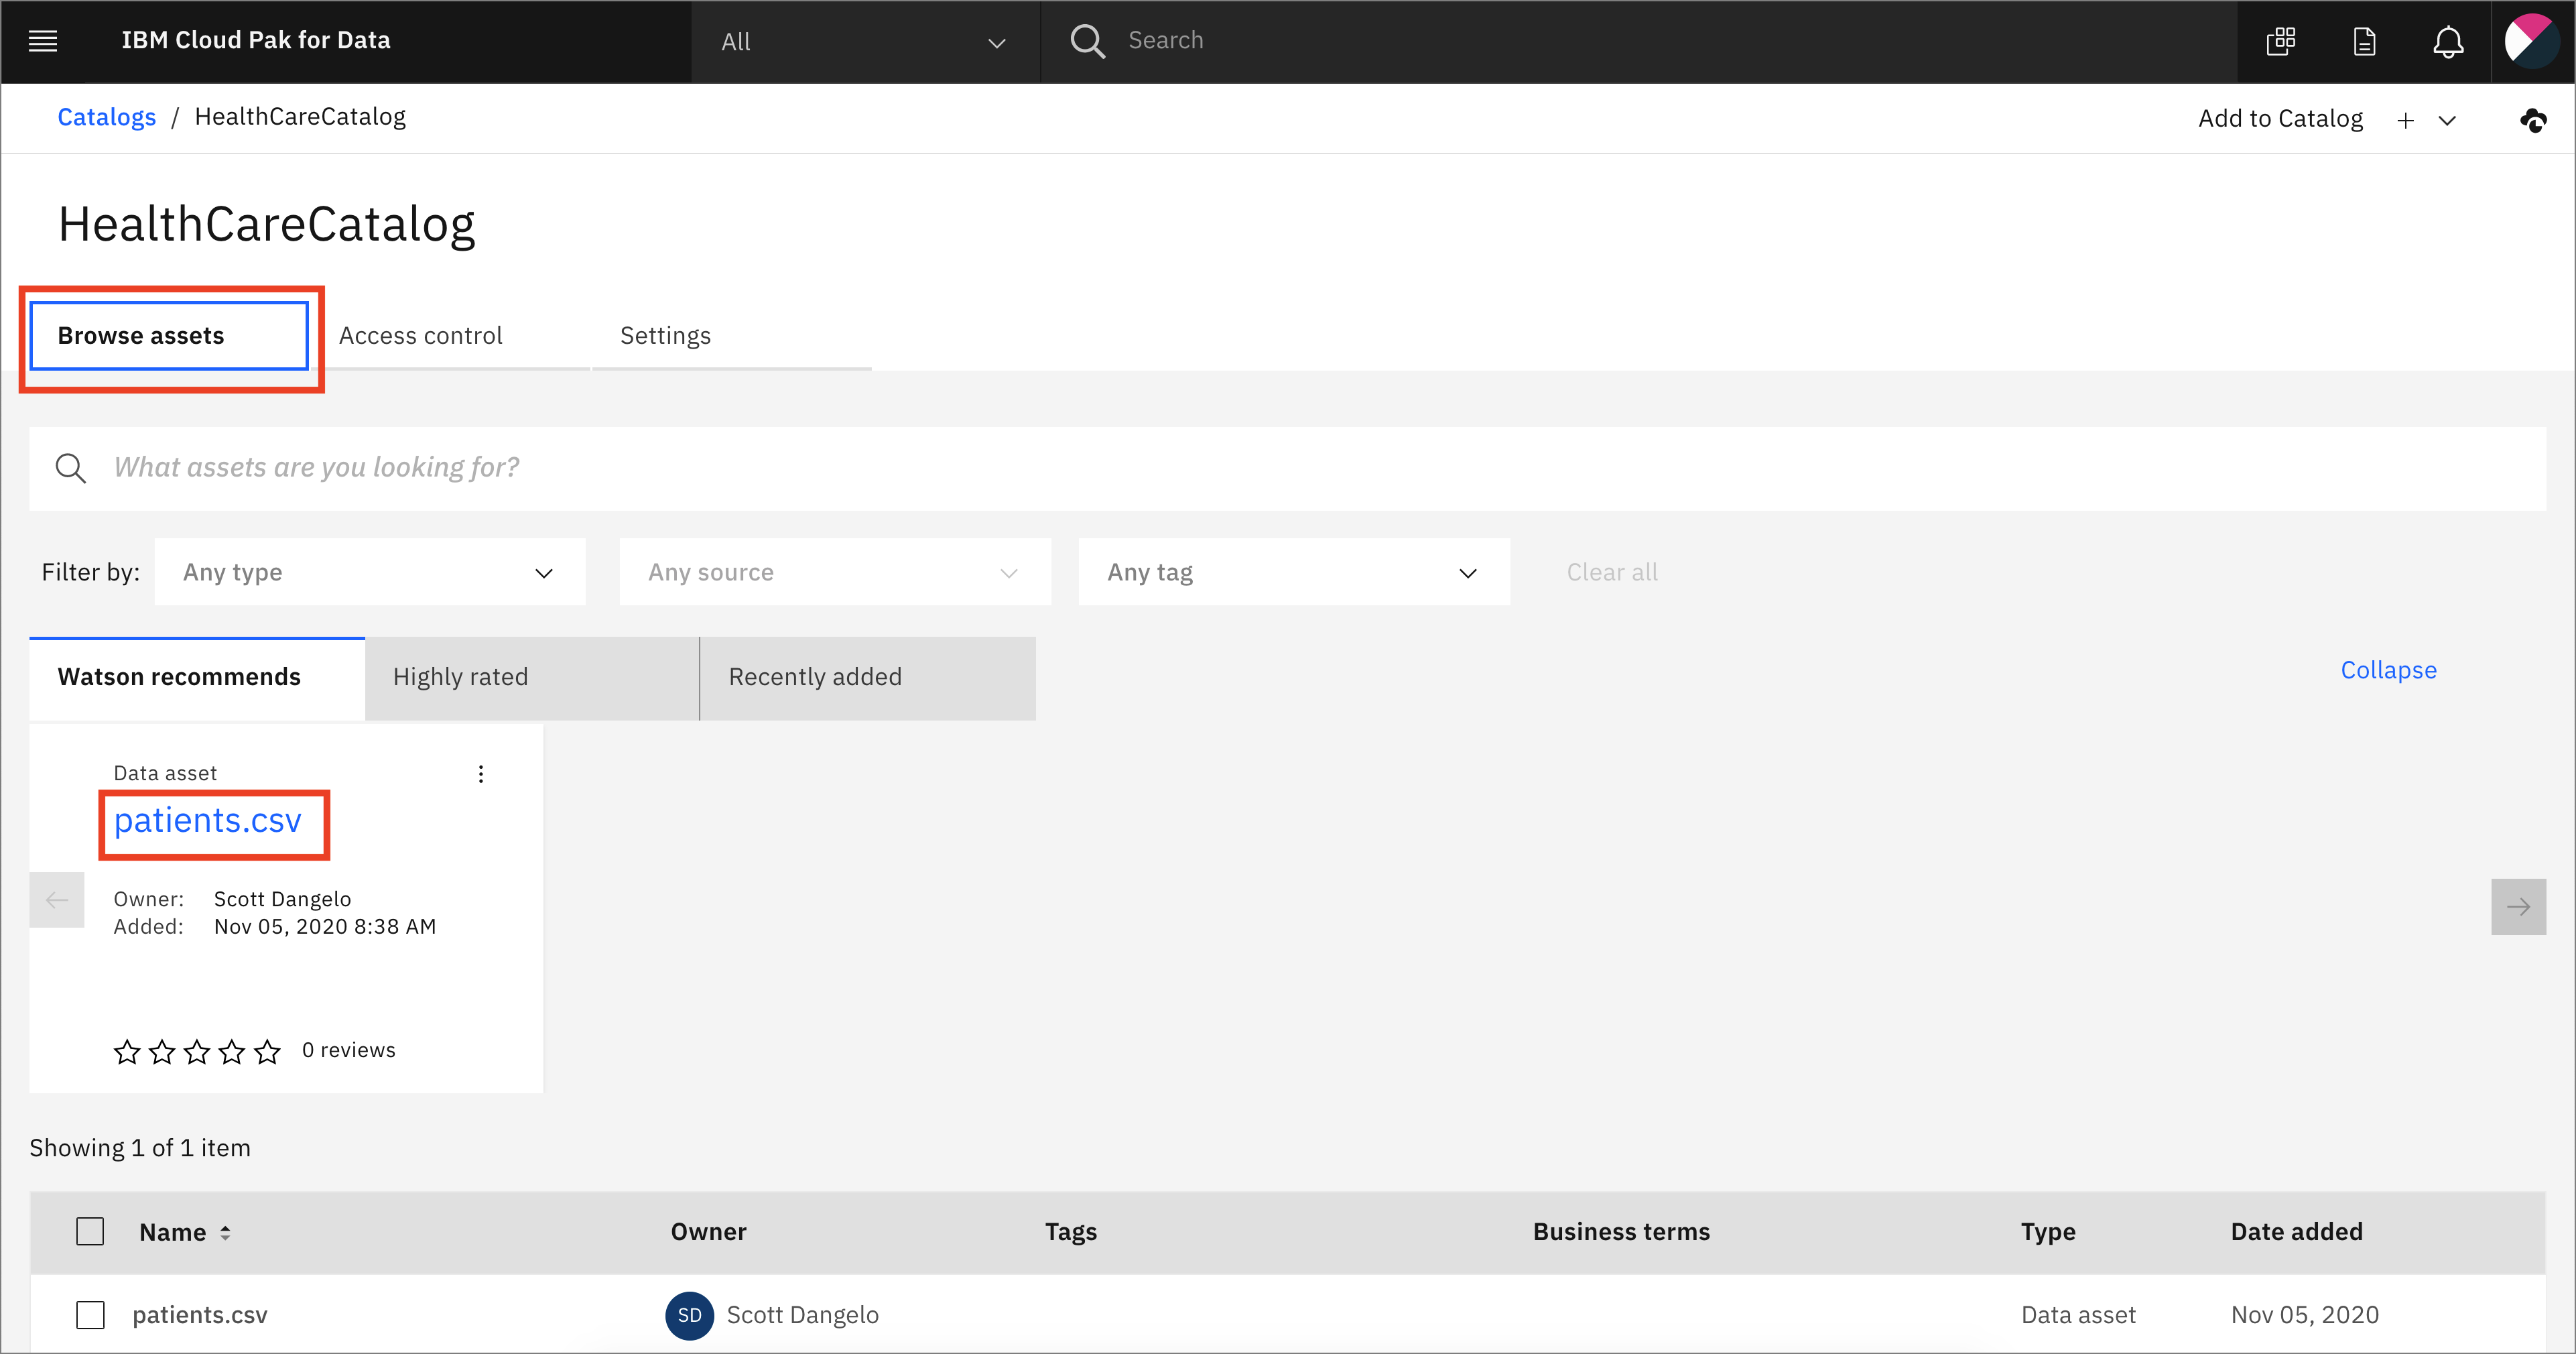 IBM Cloud Pak for Data
All
Search
Catalogs / HealthCareCatalog
Add to Catalog +
HealthCareCatalog
Browse assets
Access control
Settings
What assets are you looking for?
Filter by:
Any type
Any source
Any tag
Clear all
Watson recommends
Highly rated
Recently added
Collapse
Data asset
patients.csv
Owner: Scott Dangelo
Added: Nov 05, 2020 8:38 AM
0 reviews
Showing 1 of 1 item
Name Owner Tags Business terms Type Date added
patients.csv SD Scott Dangelo Data asset Nov 05, 2020